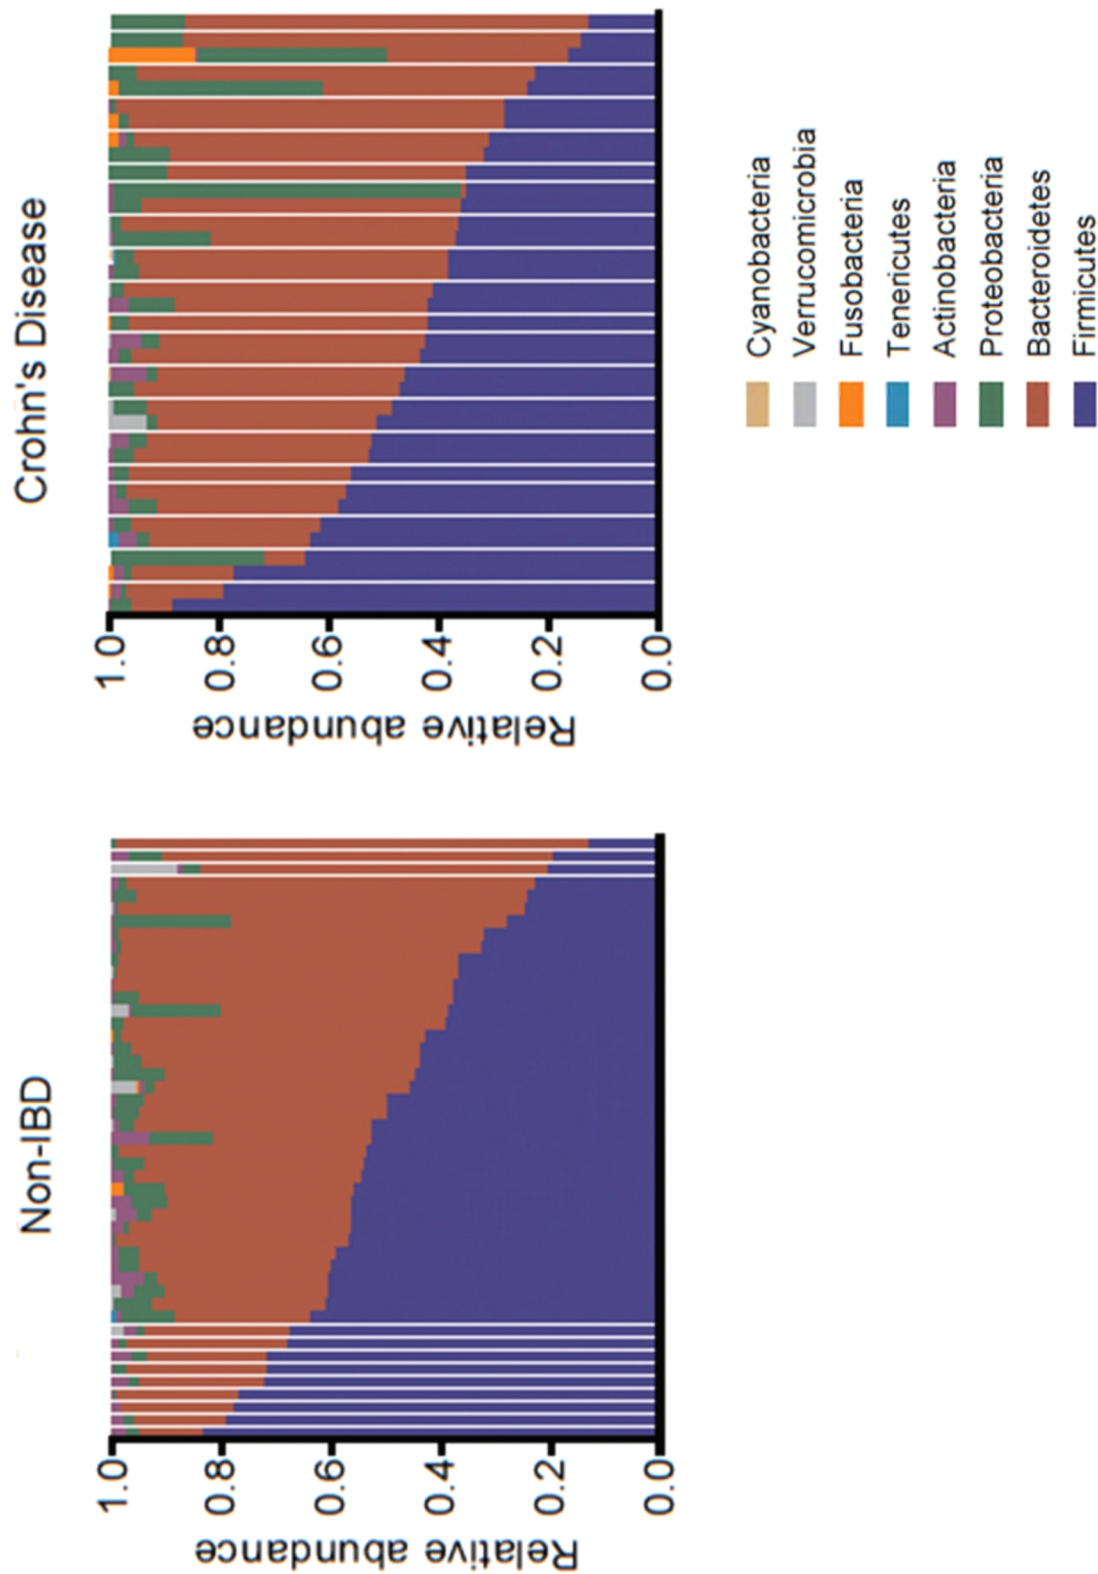 Non-IBD
Relative abundance
1.0
0.8
0.6
0.4
0.2
0.0
Crohn's Disease
Relative abundance
1.0
0.8
0.6
0.4
0.2
0.0
Cyanobacteria
Verrucomicrobia
Fusobacteria
Tenericutes
Actinobacteria
Proteobacteria
Bacteroidetes
Firmicutes